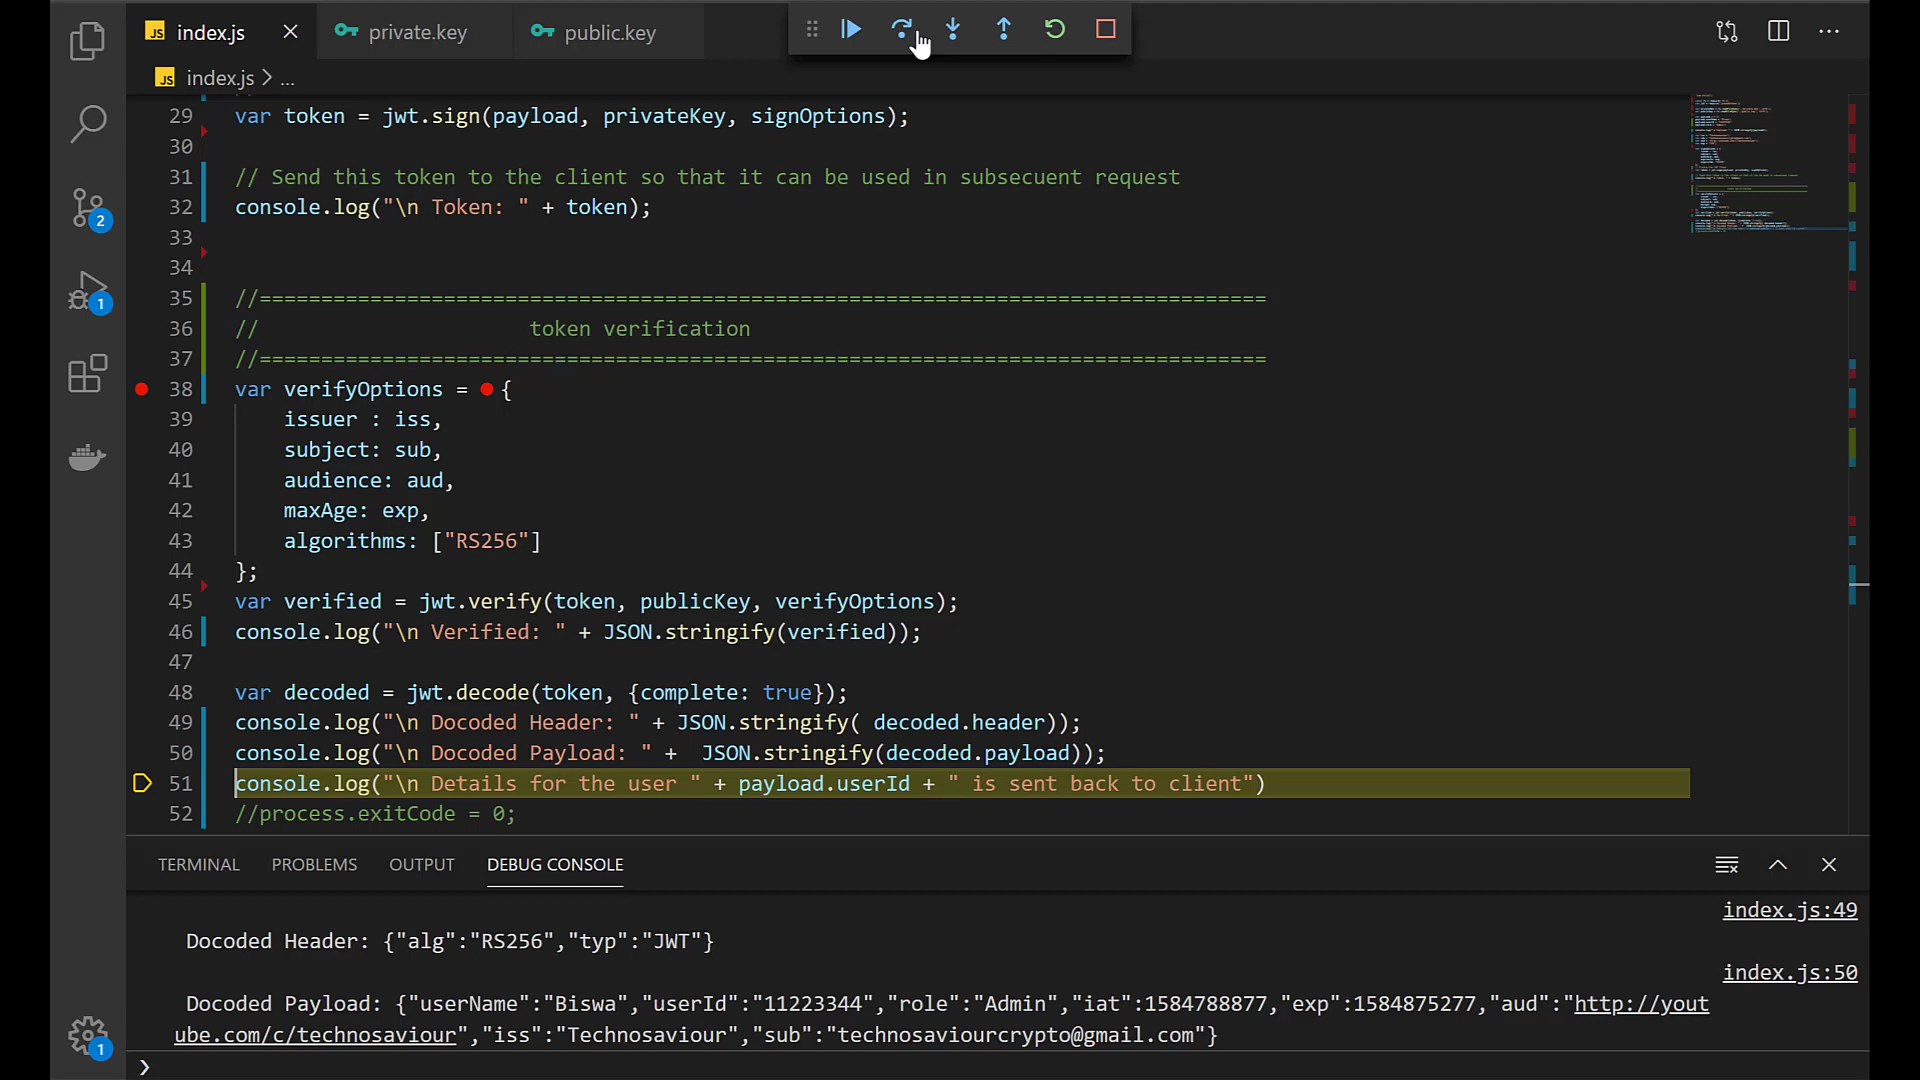 JS index.js private.key public.key
JS index.js > ...
29 var token = jwt.sign(payload, privateKey, signOptions);
30
31 // Send this token to the client so that it can be used in subsecuent request
32 console.log("\n Token: " + token);
33
34
35 //==================================================================================
36 // token verification
37 //==================================================================================
38 var verifyOptions = {
39 issuer : iss,
40 subject: sub,
41 audience: aud,
42 maxAge: exp,
43 algorithms: ["RS256"]
44 };
45 var verified = jwt.verify(token, publicKey, verifyOptions);
46 console.log("\n Verified: " + JSON.stringify(verified));
47
48 var decoded = jwt.decode(token, {complete: true});
49 console.log("\n Docoded Header: " + JSON.stringify( decoded.header));
50 console.log("\n Docoded Payload: " +  JSON.stringify(decoded.payload));
51 console.log("\n Details for the user " + payload.userId + " is sent back to client")
52 //process.exitCode = 0;
2
1
1
TERMINAL PROBLEMS OUTPUT DEBUG CONSOLE
index.js:49
Docoded Header: {"alg":"RS256","typ":"JWT"}
index.js:50
Docoded Payload: {"userName":"Biswa","userId":"11223344","role":"Admin","iat":1584788877,"exp":1584875277,"aud":"http://yout
ube.com/c/technosaviour","iss":"Technosaviour","sub":"technosaviourcrypto@gmail.com"}